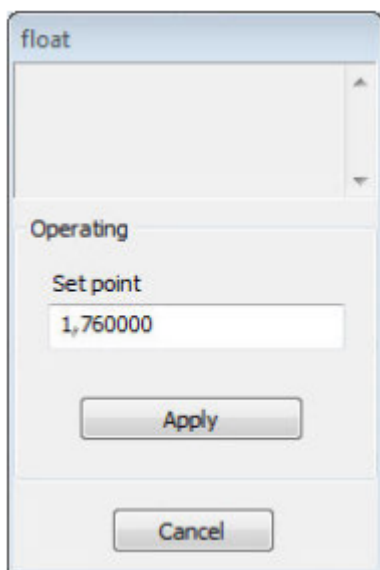 float
Operating
Set point
1,760000
Apply
Cancel